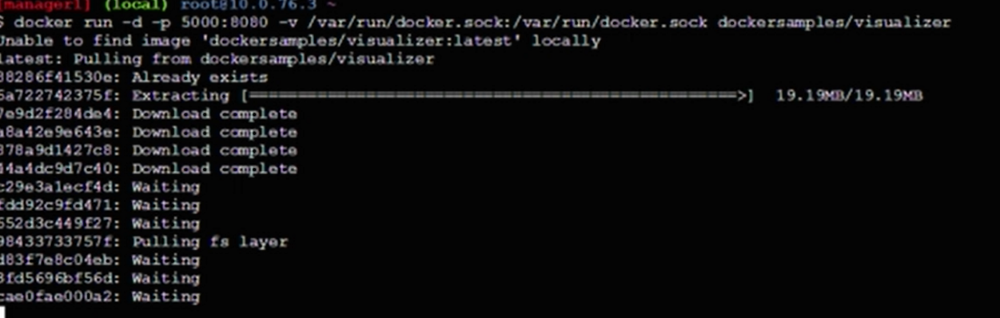 [manager1] (local) root@10.0.76.3 ~
$ docker run -d -p 5000:8080 -v /var/run/docker.sock:/var/run/docker.sock dockersamples/visualizer
Unable to find image 'dockersamples/visualizer:latest' locally
latest: Pulling from dockersamples/visualizer
88286f41530e: Already exists
5a722742375f: Extracting [==================================================>] 19.19MB/19.19MB
7e9d2f284de4: Download complete
a8a42e9e643e: Download complete
378a9d1427c8: Download complete
44a4dc9d7c40: Download complete
c29e3a1ecf4d: Waiting
fdd92c9fd471: Waiting
552d3c449f27: Waiting
98433733757f: Pulling fs layer
d83f7e8c04eb: Waiting
3fd5696bf56d: Waiting
cae0fae000a2: Waiting